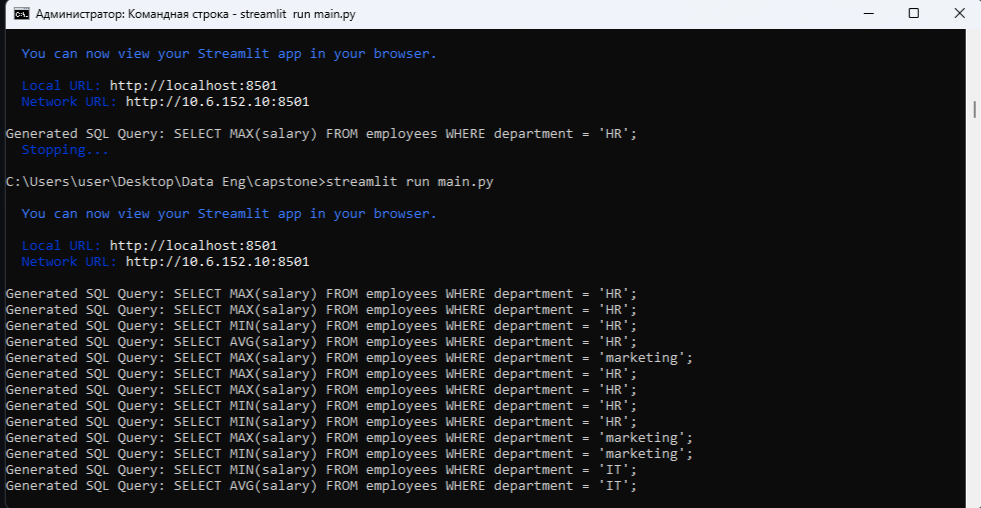 Администратор: Командная строка - streamlit run main.py
You can now view your Streamlit app in your browser.
Local URL: http://localhost:8501
Network URL: http://10.6.152.10:8501
Generated SQL Query: SELECT MAX(salary) FROM employees WHERE department = 'HR';
Stopping...
C:\Users\user\Desktop\Data Eng\capstone>streamlit run main.py
You can now view your Streamlit app in your browser.
Local URL: http://localhost:8501
Network URL: http://10.6.152.10:8501
Generated SQL Query: SELECT MAX(salary) FROM employees WHERE department = 'HR';
Generated SQL Query: SELECT MAX(salary) FROM employees WHERE department = 'HR';
Generated SQL Query: SELECT MIN(salary) FROM employees WHERE department = 'HR';
Generated SQL Query: SELECT AVG(salary) FROM employees WHERE department = 'HR';
Generated SQL Query: SELECT MAX(salary) FROM employees WHERE department = 'marketing';
Generated SQL Query: SELECT MAX(salary) FROM employees WHERE department = 'HR';
Generated SQL Query: SELECT MAX(salary) FROM employees WHERE department = 'HR';
Generated SQL Query: SELECT MIN(salary) FROM employees WHERE department = 'HR';
Generated SQL Query: SELECT MIN(salary) FROM employees WHERE department = 'HR';
Generated SQL Query: SELECT MAX(salary) FROM employees WHERE department = 'marketing';
Generated SQL Query: SELECT MIN(salary) FROM employees WHERE department = 'marketing';
Generated SQL Query: SELECT MIN(salary) FROM employees WHERE department = 'IT';
Generated SQL Query: SELECT AVG(salary) FROM employees WHERE department = 'IT';